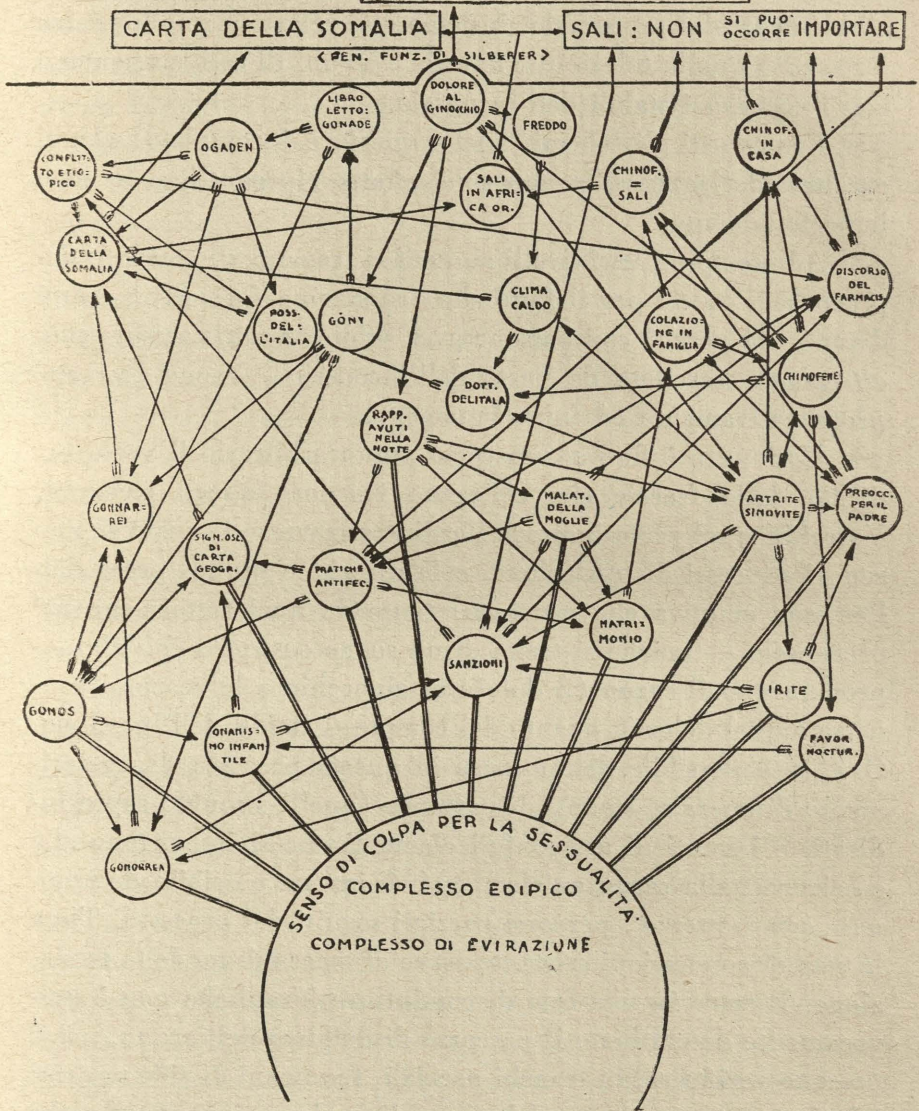 CARTA DELLA SOMALIA
SALI : NON SI PUO' OCCORRE IMPORTARE
< FEN. FUNZ. DI SILBERER >
DOLORE
AL
GINOCCHIO
LIBRO
LETTO:
GONADE
FREDDO
OGADEN
CHINOF.
IN
CASA
CONFLIT=
TO ETIO=
PICO
SALI
IN AFRI=
CA OR.
CHINOF.
=
SALI
CARTA
DELLA
SOMALIA
DISCORSO
DEL
FARMACIS.
POSS.
DEL=
L'ITALIA
GÒNY
CLIMA
CALDO
COLAZIO=
NE IN
FAMIGLIA
CHINOFENE
DOTT.
DELITALA
RAPP.
AVUTI
NELLA
NOTTE
GONNAR=
REI
SIGN. OSC.
DI
CARTA
GEOGR.
MALAT.
DELLA
MOGLIE
ARTRITE
SINOVITE
PREOCC.
PER IL
PADRE
PRATICHE
ANTIFEC.
MATRI=
MONIO
SANZIONI
IRITE
GONOS
ONANIS=
MO INFAN
TILE
PAVOR
NOCTUR.
GONORREA
SENSO DI COLPA PER LA SESSUALITÀ
COMPLESSO EDIPICO
COMPLESSO DI EVIRAZIONE